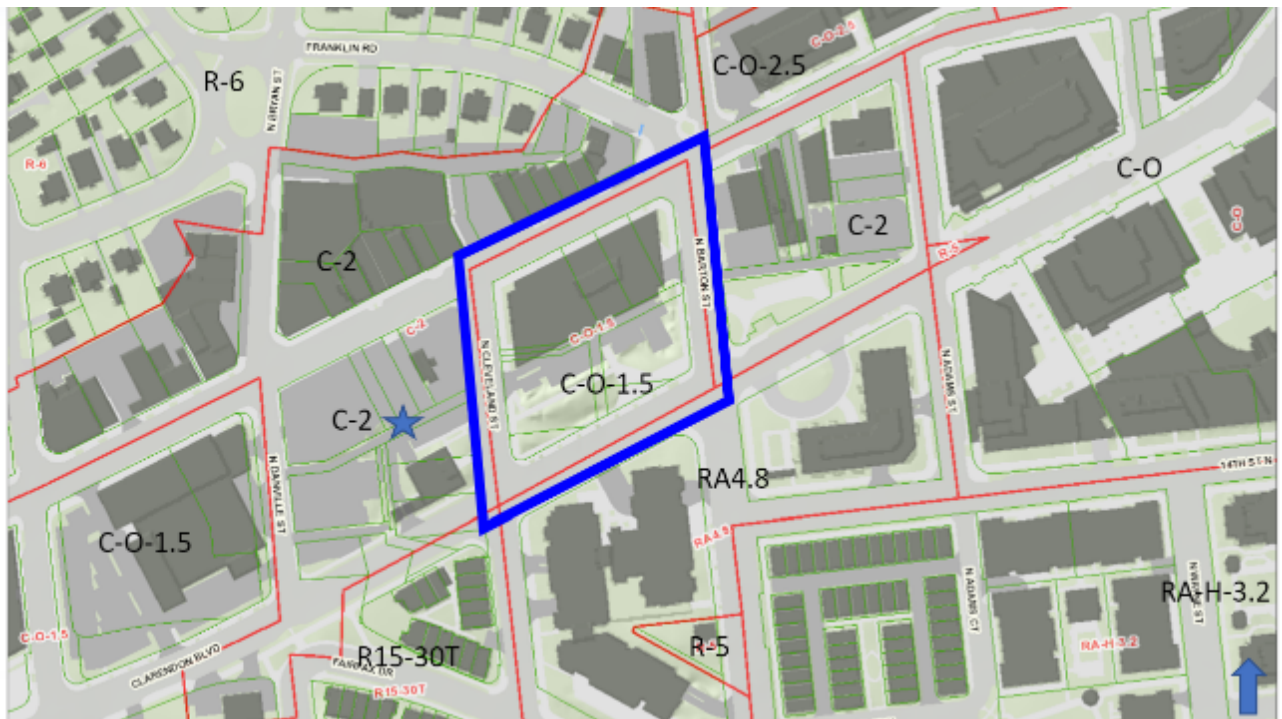 FRANKLIN RD
C-O-2.5
C-O-2.5
R-6
N BRYAN ST
R-6
C-O
C-2
C-O
N BARTON ST
R-5
C-2
C-2
C-O-1.5
N CLEVELAND ST
C-O-1.5
N ADAMS ST
C-2
14TH ST N
RA4.8
N DANVILLE ST
C-O-1.5
RA4.8
N ADAMS CT
N WAYNE ST
RA-H-3.2
C-O-1.5
R-5
RA-H-3.2
CLARENDON BLVD
R15-30T
FAIRFAX DR
R15-30T